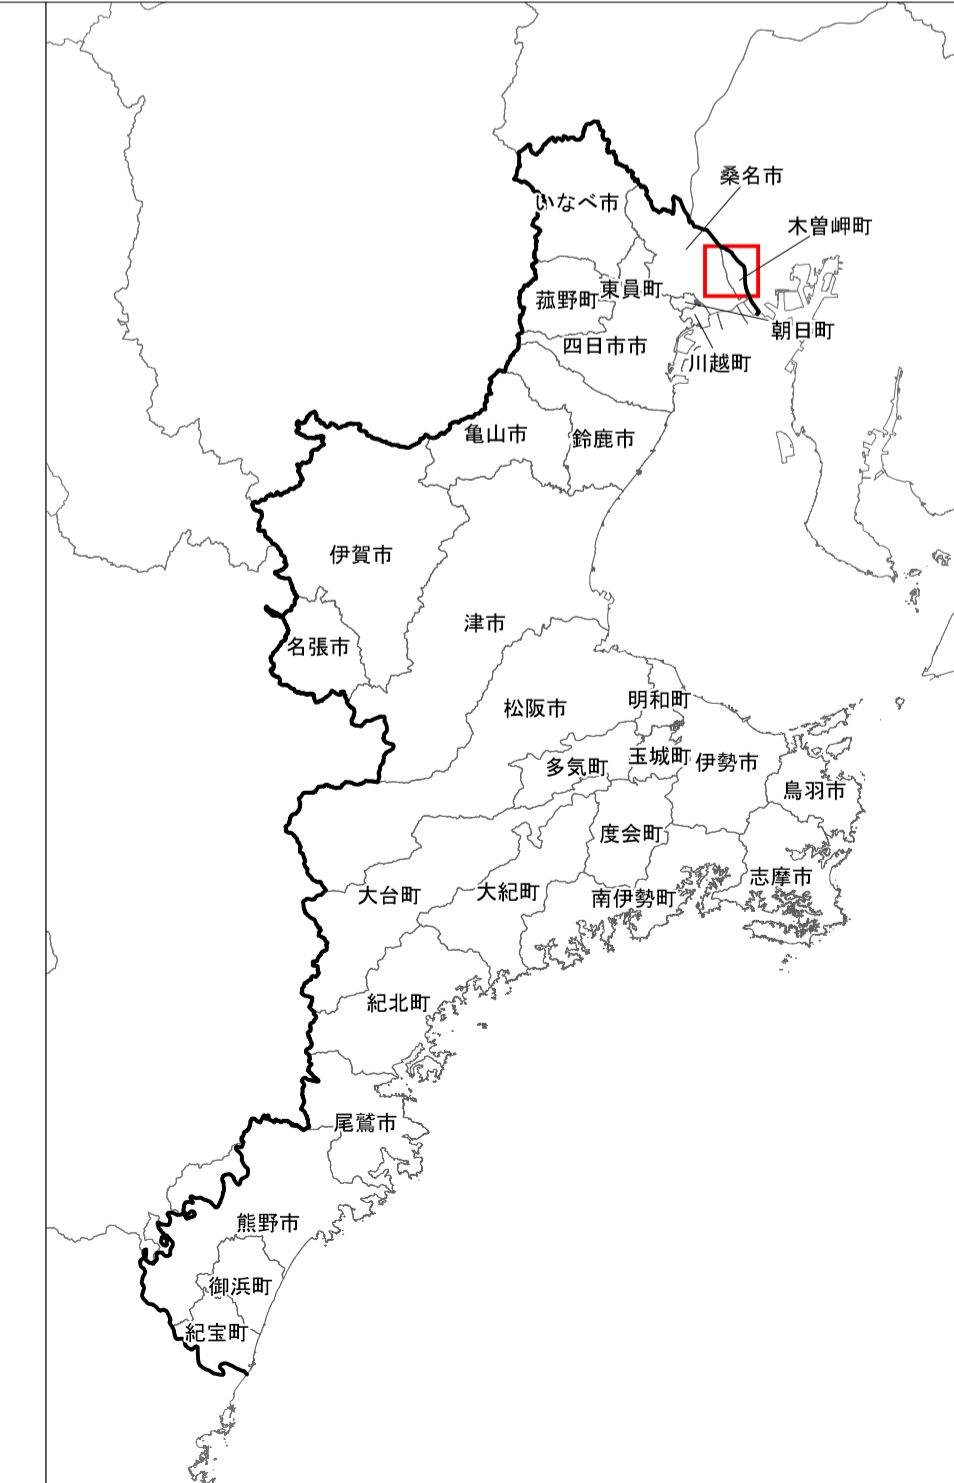 桑名市
いなべ市
木曽岬町
東員町
菰野町
朝日町
四日市市
川越町
亀山市
鈴鹿市
伊賀市
津市
名張市
明和町
松阪市
玉城町
伊勢市
多気町
鳥羽市
度会町
志摩市
大台町
大紀町
南伊勢町
紀北町
尾鷲市
熊野市
御浜町
紀宝町